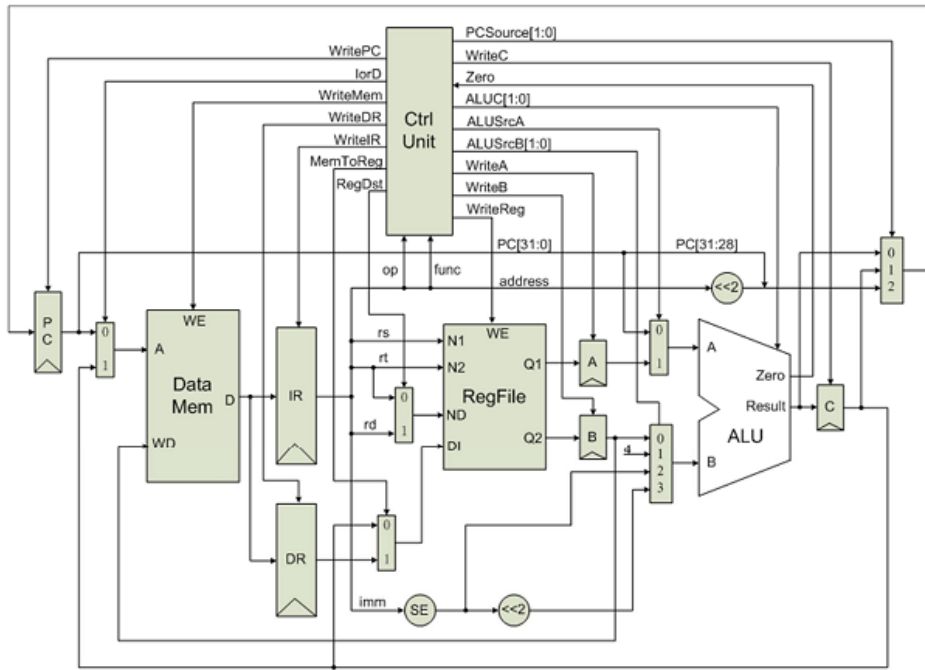 PCSource[1:0]
WritePC
WriteC
IorD
Zero
WriteMem
ALUC[1:0]
WriteDR
Ctrl
Unit
ALUSrcA
WriteIR
ALUSrcB[1:0]
MemToReg
WriteA
RegDst
WriteB
WriteReg
PC[31:0]
PC[31:28]
op
func
address
<<2
0
1
2
P
C
0
1
WE
A
Data
Mem
D
WD
IR
rs
rt
rd
0
1
WE
N1
N2
ND
DI
RegFile
Q1
Q2
A
B
0
1
4
0
1
2
3
A
B
ALU
Zero
Result
C
DR
0
1
imm
SE
<<2